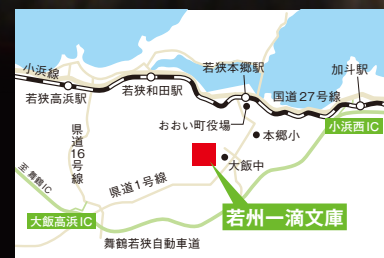 小浜線
若狭高浜駅
若狭和田駅
若狭本郷駅
加斗駅
国道27号線
おおい町役場
小浜西IC
本郷小
大飯中
県道16号線
至 舞鶴IC
県道1号線
大飯高浜IC
若州一滴文庫
舞鶴若狭自動車道